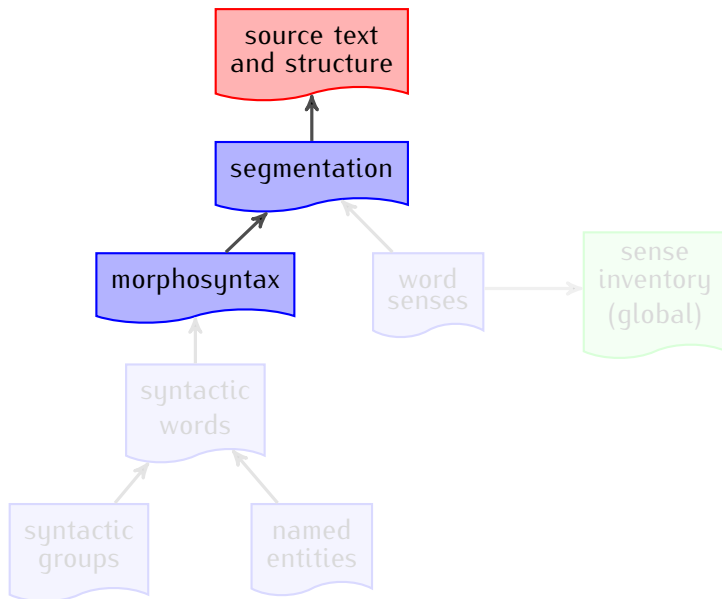 source text
and structure
segmentation
morphosyntax
word
senses
sense
inventory
(global)
syntactic
words
syntactic
groups
named
entities